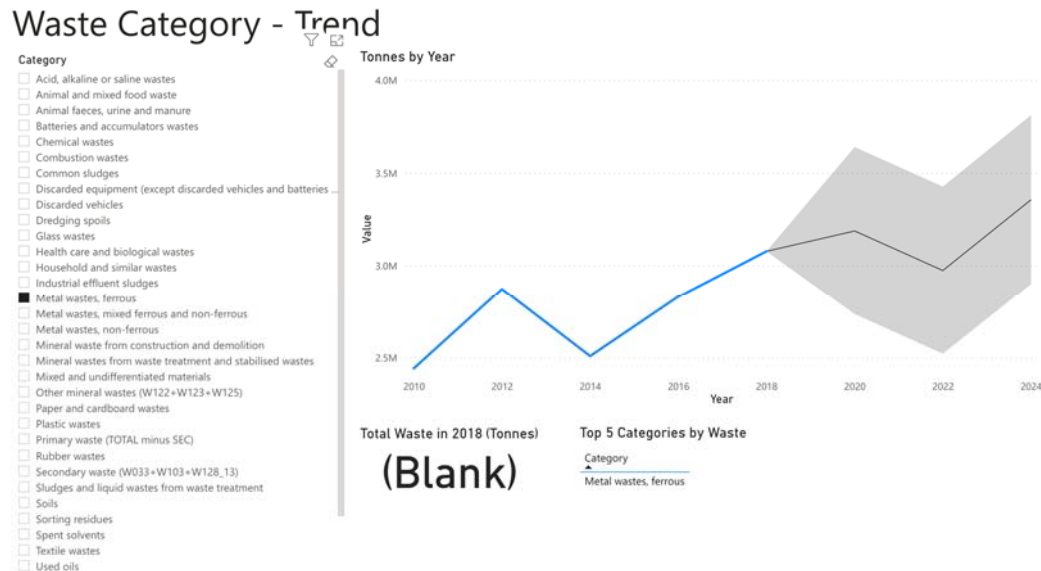 Waste Category - Trend
Category
Acid, alkaline or saline wastes
Animal and mixed food waste
Animal faeces, urine and manure
Batteries and accumulators wastes
Chemical wastes
Combustion wastes
Common sludges
Discarded equipment (except discarded vehicles and batteries ...
Discarded vehicles
Dredging spoils
Glass wastes
Health care and biological wastes
Household and similar wastes
Industrial effluent sludges
Metal wastes, ferrous
Metal wastes, mixed ferrous and non-ferrous
Metal wastes, non-ferrous
Mineral waste from construction and demolition
Mineral wastes from waste treatment and stabilised wastes
Mixed and undifferentiated materials
Other mineral wastes (W122+W123+W125)
Paper and cardboard wastes
Plastic wastes
Primary waste (TOTAL minus SEC)
Rubber wastes
Secondary waste (W033+W103+W128_13)
Sludges and liquid wastes from waste treatment
Soils
Sorting residues
Spent solvents
Textile wastes
Used oils
Tonnes by Year
4.0M
3.5M
3.0M
2.5M
Value
2010 2012 2014 2016 2018 2020 2022 2024
Year
Total Waste in 2018 (Tonnes)
(Blank)
Top 5 Categories by Waste
Category
Metal wastes, ferrous